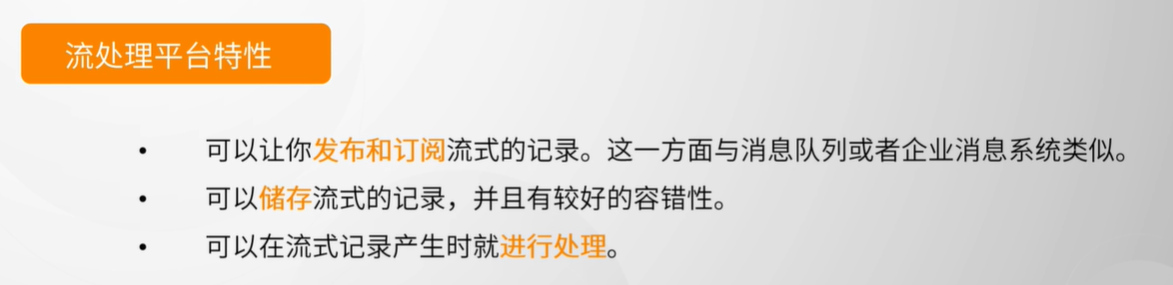 流处理平台特性
• 可以让你发布和订阅流式的记录。这一方面与消息队列或者企业消息系统类似。
• 可以储存流式的记录，并且有较好的容错性。
• 可以在流式记录产生时就进行处理。